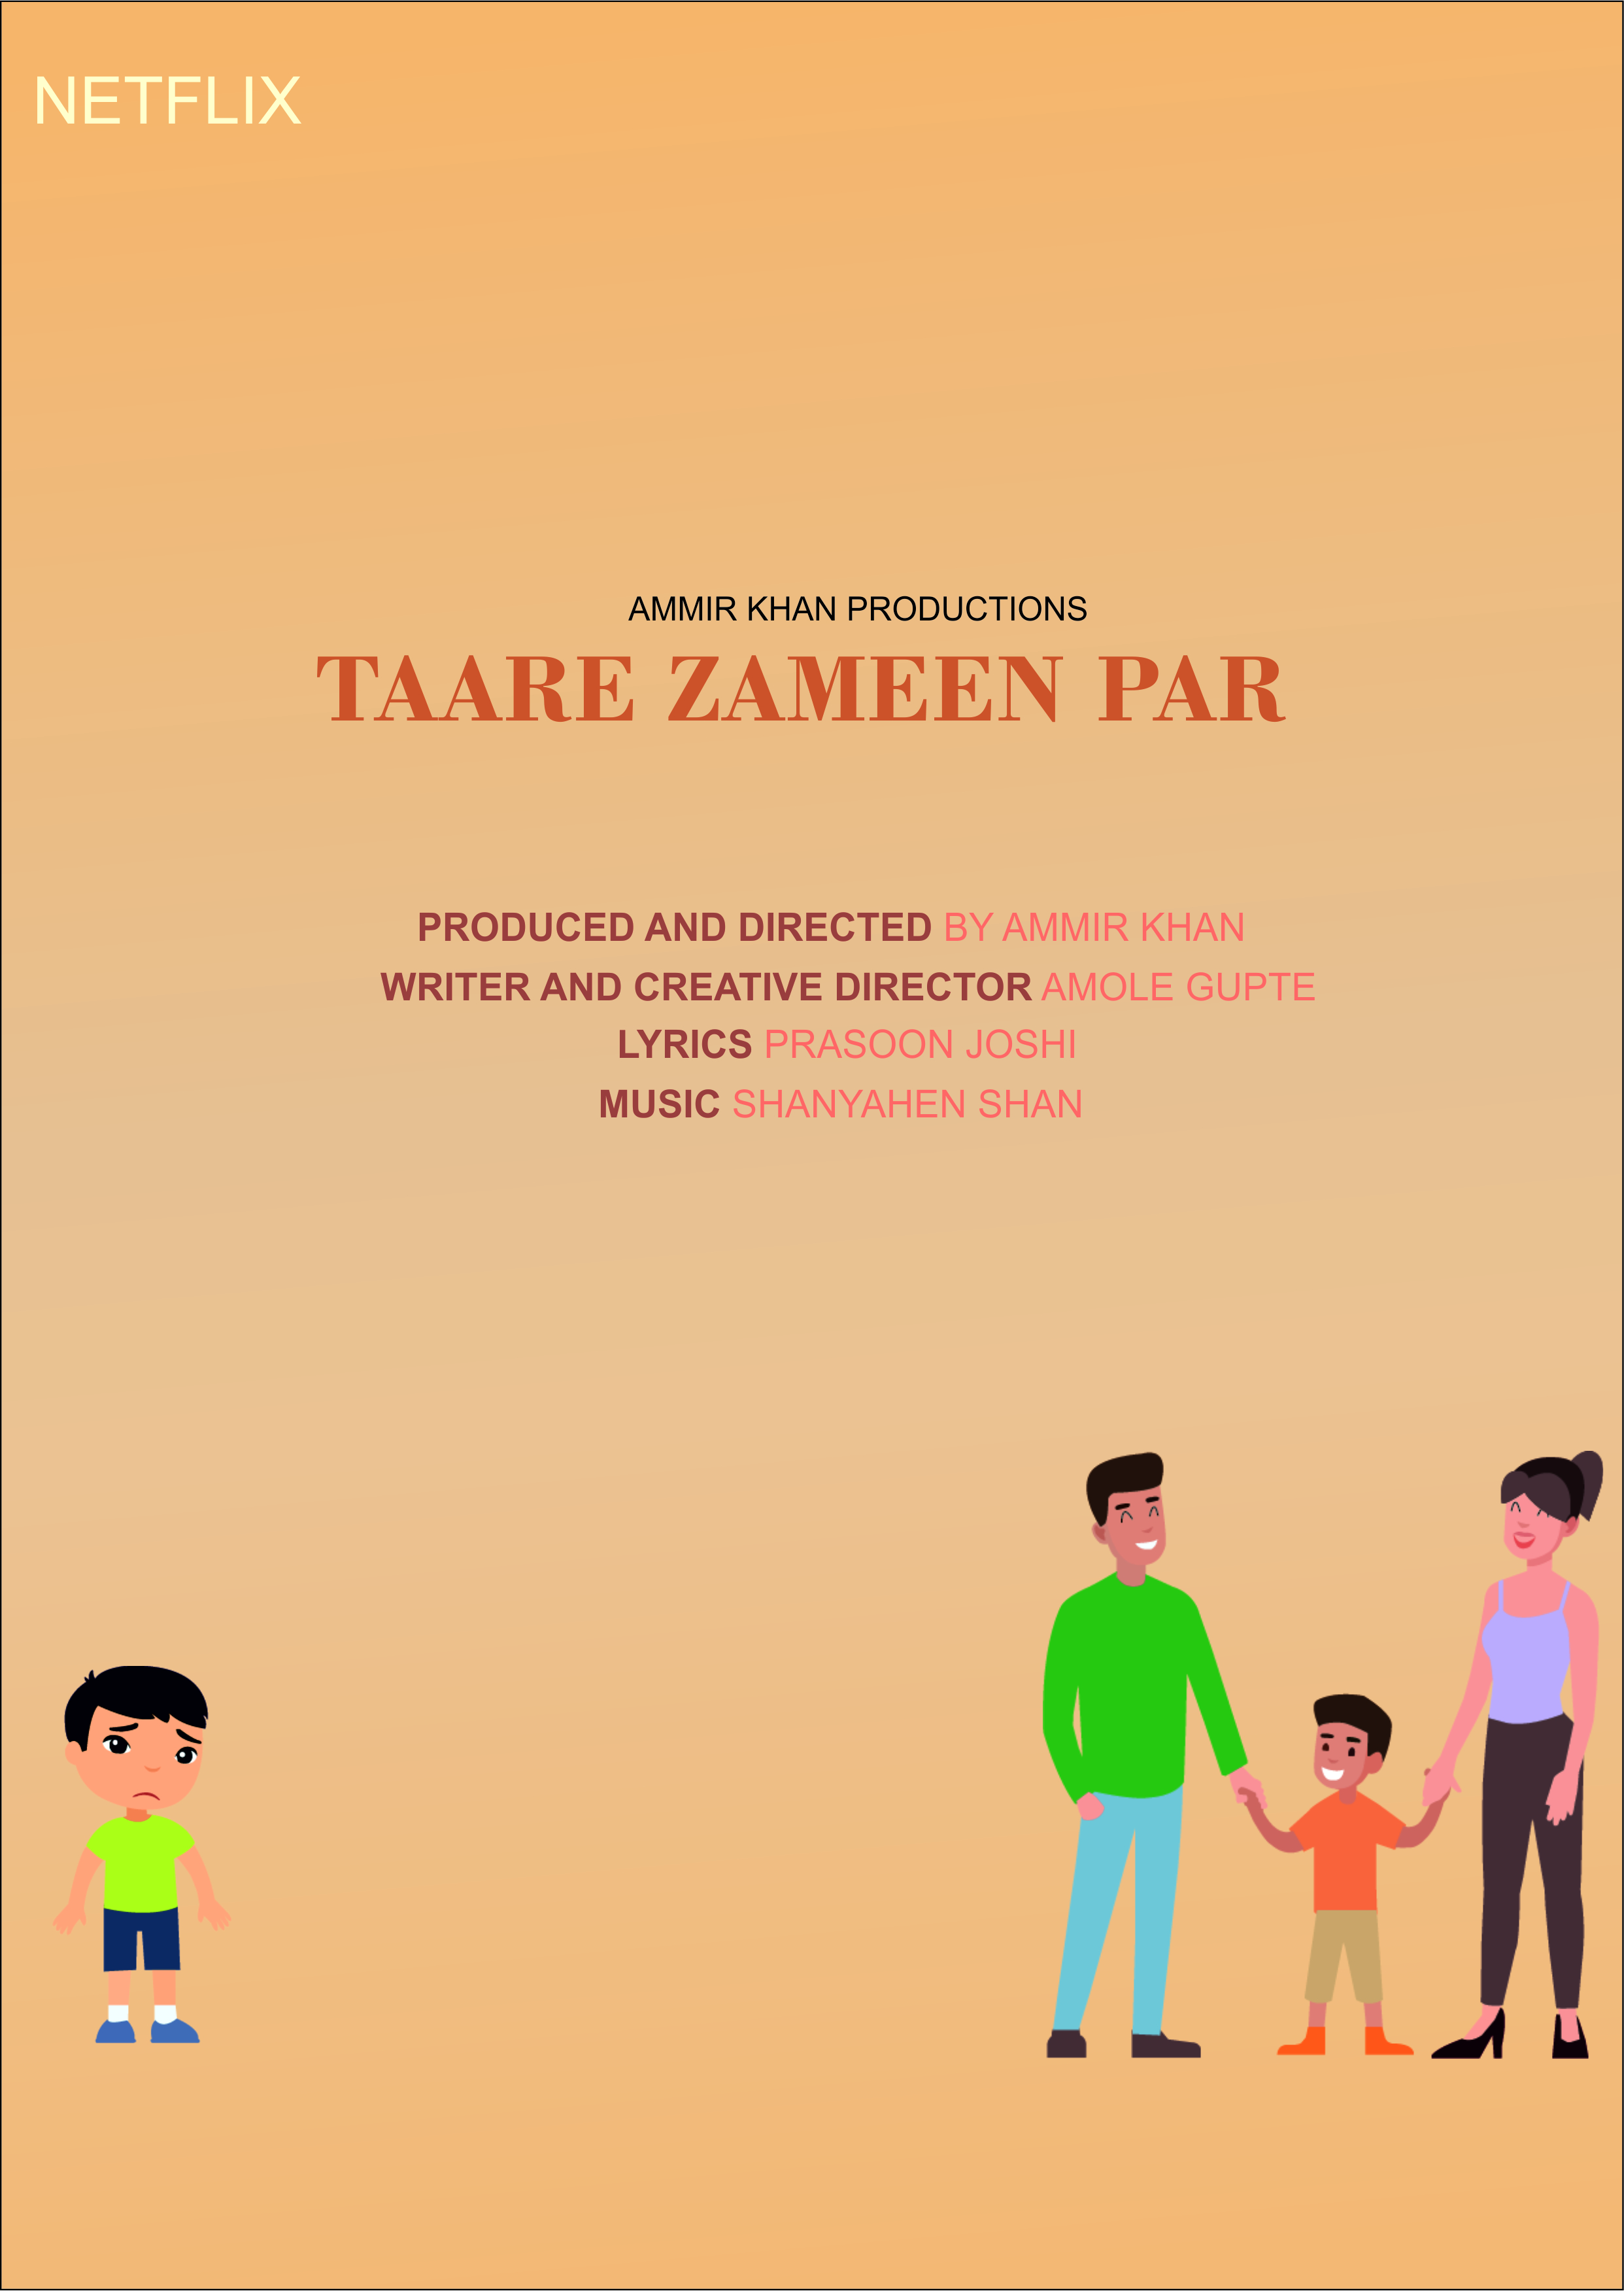 NETFLIX
AMMIR KHAN PRODUCTIONS
TAARE ZAMEEN PAR
PRODUCED AND DIRECTED BY AMMIR KHAN
WRITER AND CREATIVE DIRECTOR AMOLE GUPTE
LYRICS PRASOON JOSHI
MUSIC SHANYAHEN SHAN